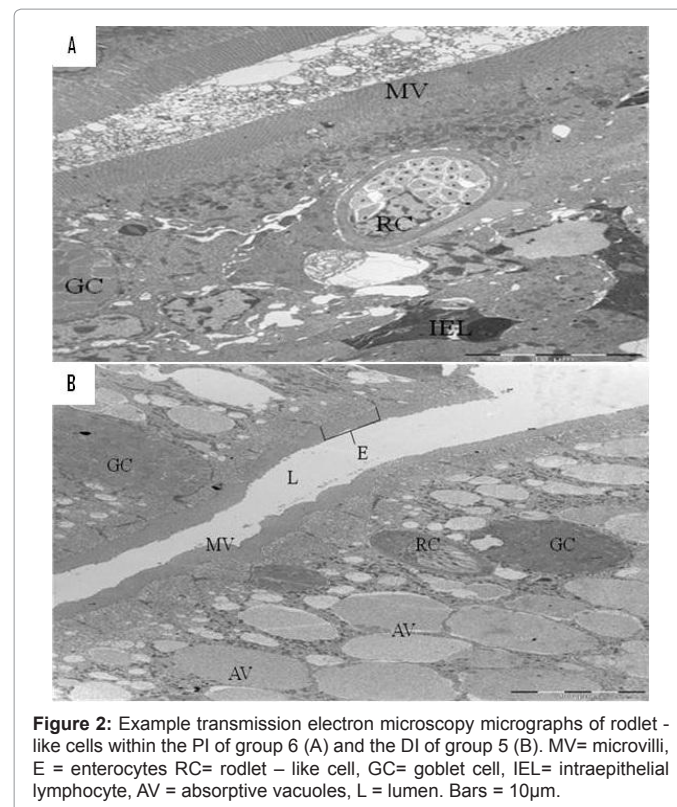 A
MV
RC
GC
IEL
B
GC
E
L
MV
RC
GC
AV
AV
Figure 2: Example transmission electron microscopy micrographs of rodlet -
like cells within the PI of group 6 (A) and the DI of group 5 (B). MV= microvilli,
E = enterocytes RC= rodlet – like cell, GC= goblet cell, IEL= intraepithelial
lymphocyte, AV = absorptive vacuoles, L = lumen. Bars = 10µm.